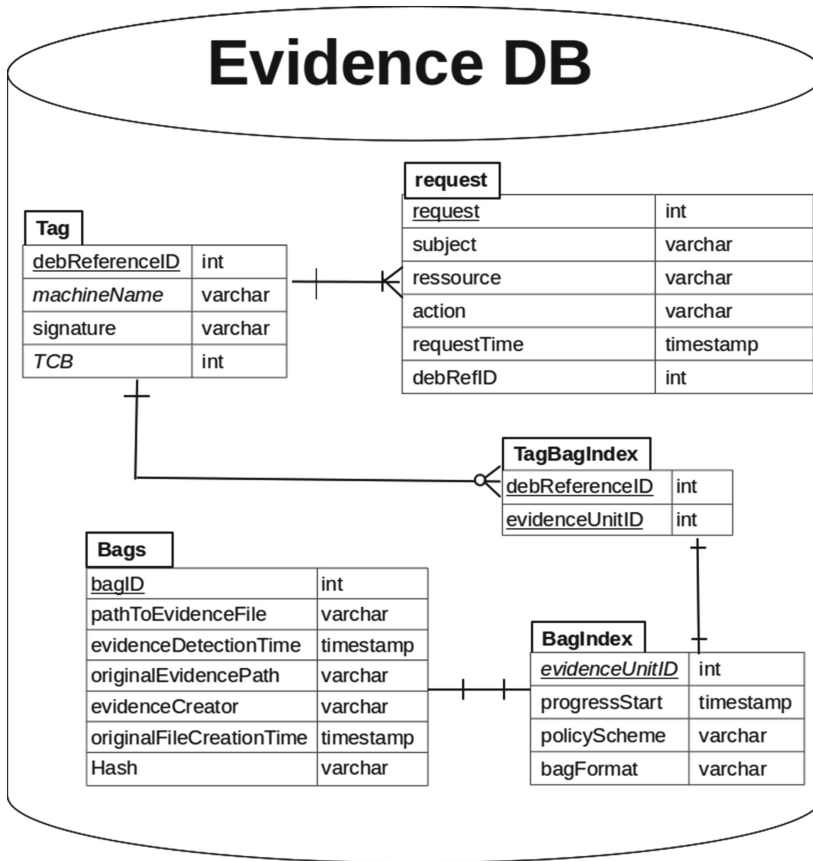 Evidence DB
request
request int
subject varchar
ressource varchar
action varchar
requestTime timestamp
debRefID int
Tag
debReferenceID int
machineName varchar
signature varchar
TCB int
TagBagIndex
debReferenceID int
evidenceUnitID int
Bags
bagID int
pathToEvidenceFile varchar
evidenceDetectionTime timestamp
originalEvidencePath varchar
evidenceCreator varchar
originalFileCreationTime timestamp
Hash varchar
BagIndex
evidenceUnitID int
progressStart timestamp
policyScheme varchar
bagFormat varchar